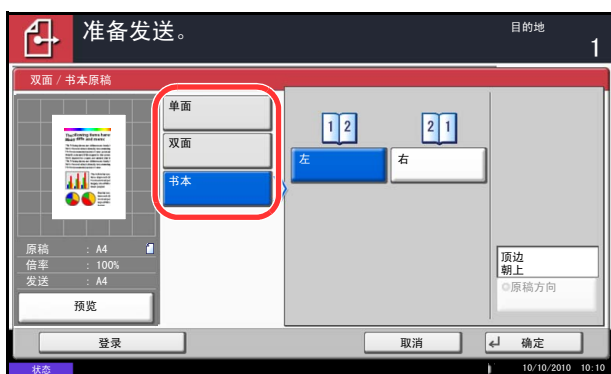 准备发送。
目的地
1
双面 / 书本原稿
单面
双面
书本
1 2
2 1
左
右
原稿 : A4
倍率 : 100%
发送 : A4
预览
顶边
朝上
原稿方向
登录
取消
确定
状态
10/10/2010 10:10